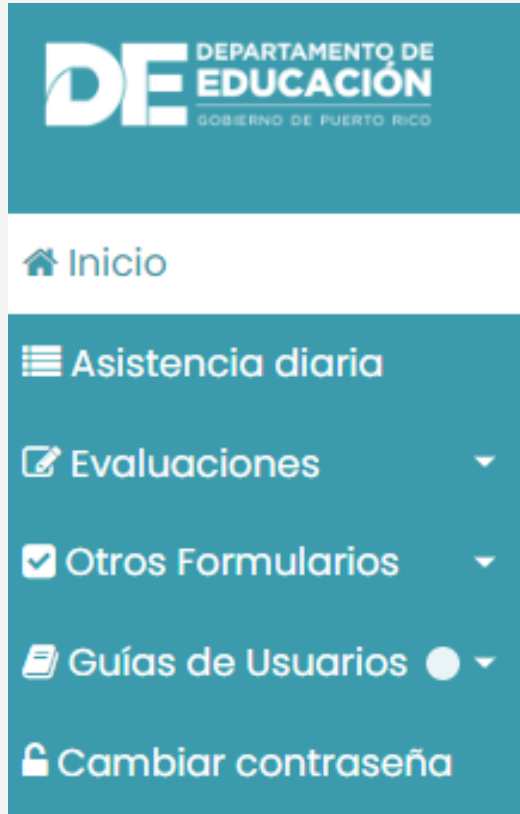 DE
DEPARTAMENTO DE
EDUCACIÓN
GOBIERNO DE PUERTO RICO
Inicio
Asistencia diaria
Evaluaciones
Otros Formularios
Guías de Usuarios
Cambiar contraseña